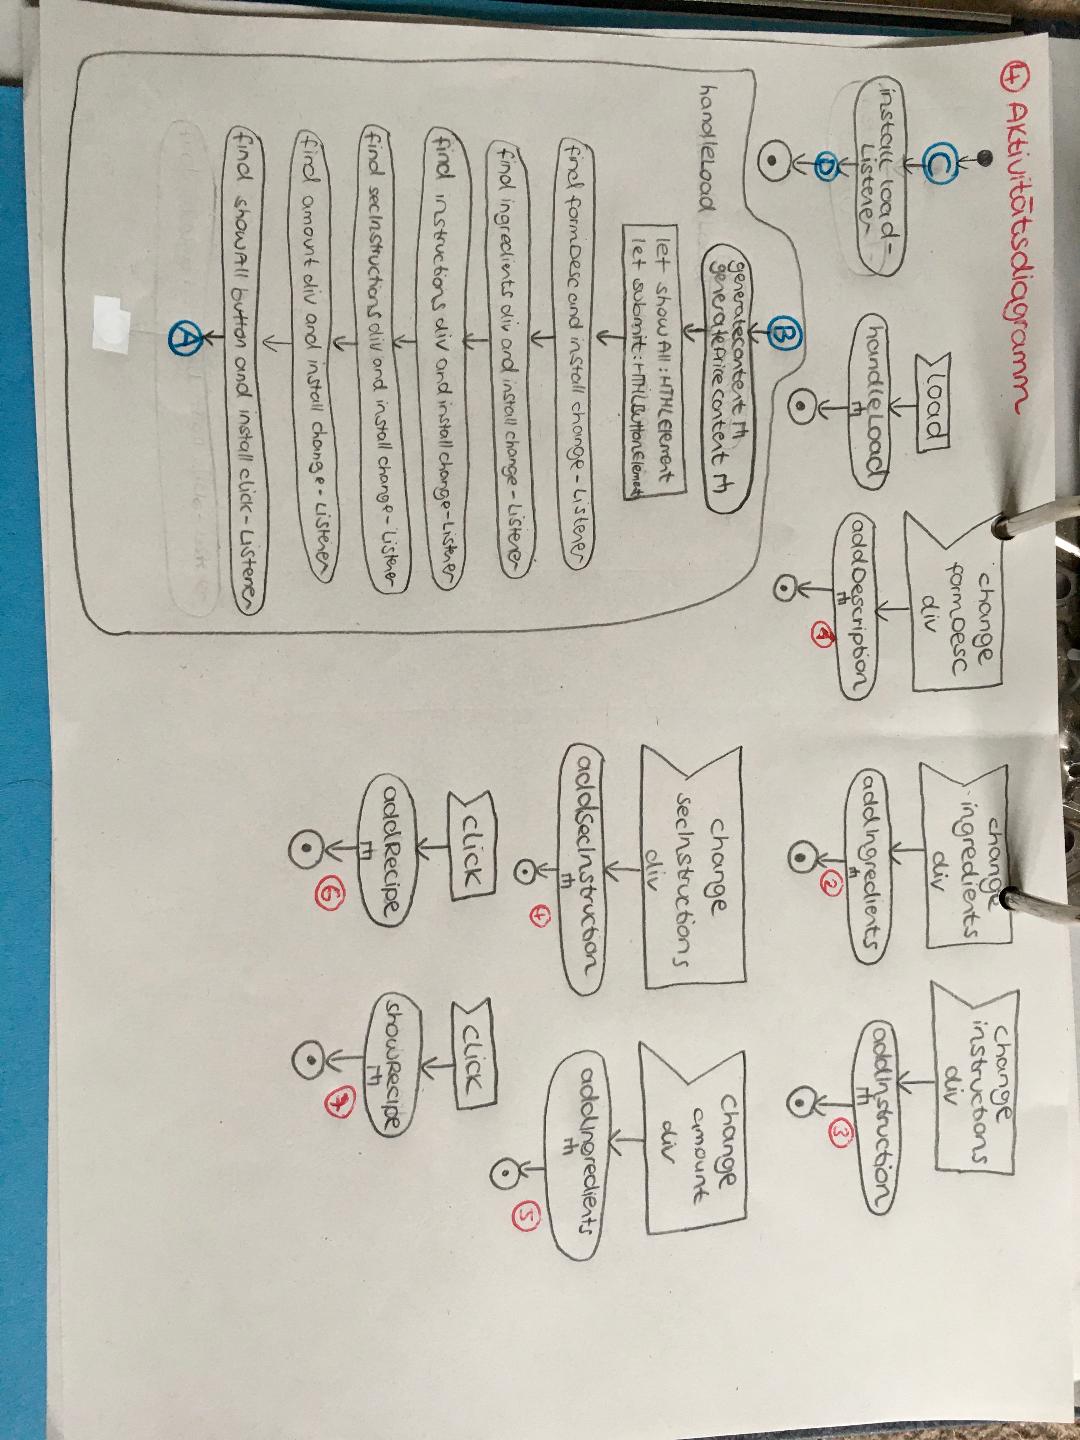 ④ Aktivitätsdiagramm
C
install load-
Listener
D
load
handleLoad
change
formDesc
div
addDescription
1
change
ingredients
div
addIngredients
2
change
instructions
div
addInstruction
3
B
generatecontent
generatePricecontent
handleLoad
let showAll:HTMLElement
let submit:HTMLButtonElement
find formDesc and install change-Listener
find ingredients div and install change-Listener
find instructions div and install change-Listener
find secInstructions div and install change-Listener
find amount div and install change-Listener
find showAll button and install click-Listener
A
change
secInstructions
div
addSecInstruction
4
change
amount
div
addIngredients
5
click
addRecipe
6
click
showRecipe
7